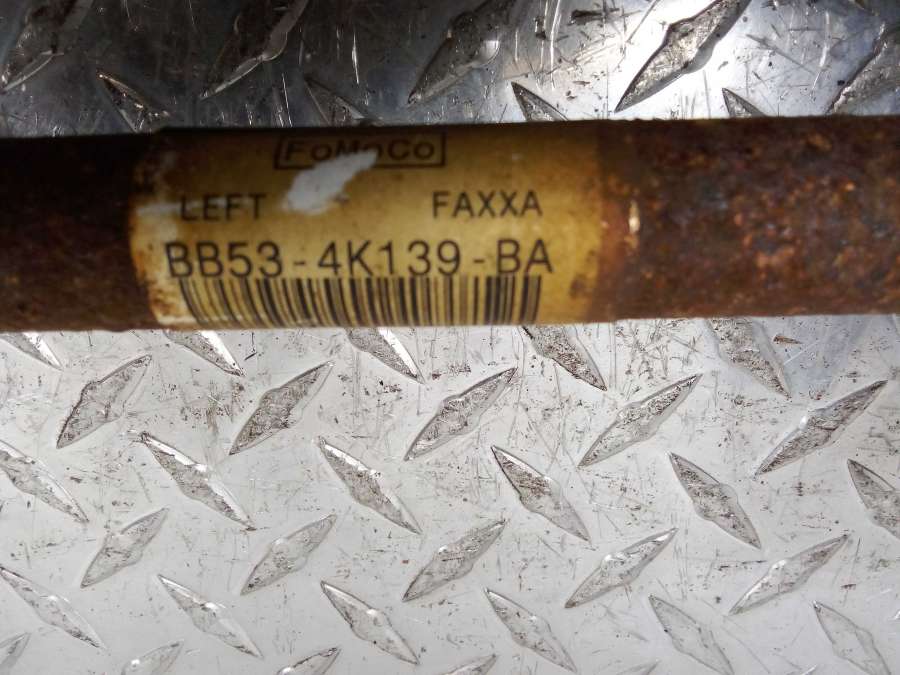 FoMoCo
LEFT FAXXA
BB53-4K139-BA